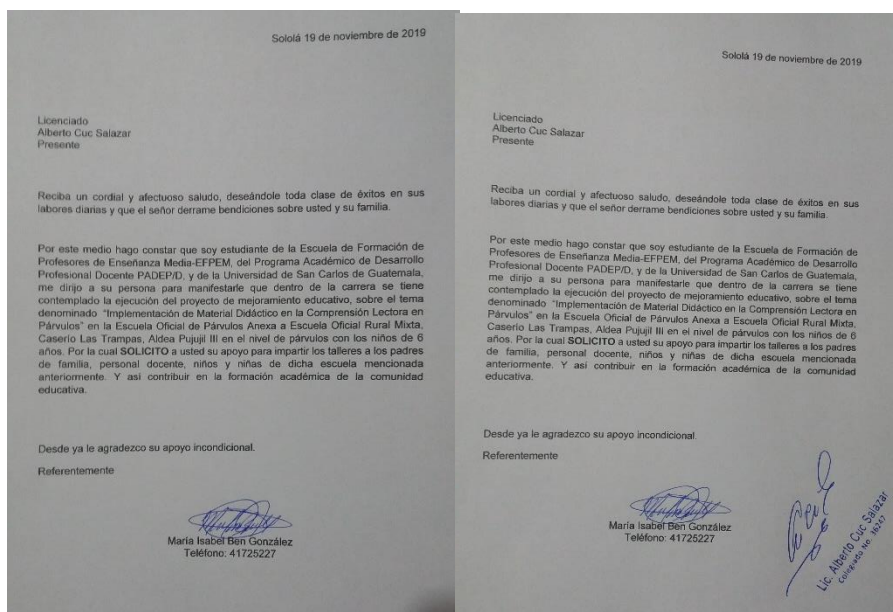 Sololá 19 de noviembre de 2019
Licenciado
Alberto Cuc Salazar
Presente
Reciba un cordial y afectuoso saludo, deseándole toda clase de éxitos en sus
labores diarias y que el señor derrame bendiciones sobre usted y su familia.
Por este medio hago constar que soy estudiante de la Escuela de Formación de
Profesores de Enseñanza Media-EFPEM, del Programa Académico de Desarrollo
Profesional Docente PADEP/D, y de la Universidad de San Carlos de Guatemala,
me dirijo a su persona para manifestarle que dentro de la carrera se tiene
contemplado la ejecución del proyecto de mejoramiento educativo, sobre el tema
denominado "Implementación de Material Didáctico en la Comprensión Lectora en
Párvulos" en la Escuela Oficial de Párvulos Anexa a Escuela Oficial Rural Mixta,
Caserío Las Trampas, Aldea Pujujil III en el nivel de párvulos con los niños de 6
años. Por la cual SOLICITO a usted su apoyo para impartir los talleres a los padres
de familia, personal docente, niños y niñas de dicha escuela mencionada
anteriormente. Y así contribuir en la formación académica de la comunidad
educativa.
Desde ya le agradezco su apoyo incondicional.
Referentemente
María Isabel Ben González
Teléfono: 41725227
Sololá 19 de noviembre de 2019
Licenciado
Alberto Cuc Salazar
Presente
Reciba un cordial y afectuoso saludo, deseándole toda clase de éxitos en sus
labores diarias y que el señor derrame bendiciones sobre usted y su familia.
Por este medio hago constar que soy estudiante de la Escuela de Formación de
Profesores de Enseñanza Media-EFPEM, del Programa Académico de Desarrollo
Profesional Docente PADEP/D, y de la Universidad de San Carlos de Guatemala,
me dirijo a su persona para manifestarle que dentro de la carrera se tiene
contemplado la ejecución del proyecto de mejoramiento educativo, sobre el tema
denominado "Implementación de Material Didáctico en la Comprensión Lectora en
Párvulos" en la Escuela Oficial de Párvulos Anexa a Escuela Oficial Rural Mixta,
Caserío Las Trampas, Aldea Pujujil III en el nivel de párvulos con los niños de 6
años. Por la cual SOLICITO a usted su apoyo para impartir los talleres a los padres
de familia, personal docente, niños y niñas de dicha escuela mencionada
anteriormente. Y así contribuir en la formación académica de la comunidad
educativa.
Desde ya le agradezco su apoyo incondicional.
Referentemente
María Isabel Ben González
Teléfono: 41725227
Lic. Alberto Cuc Salazar
Colegiado No.